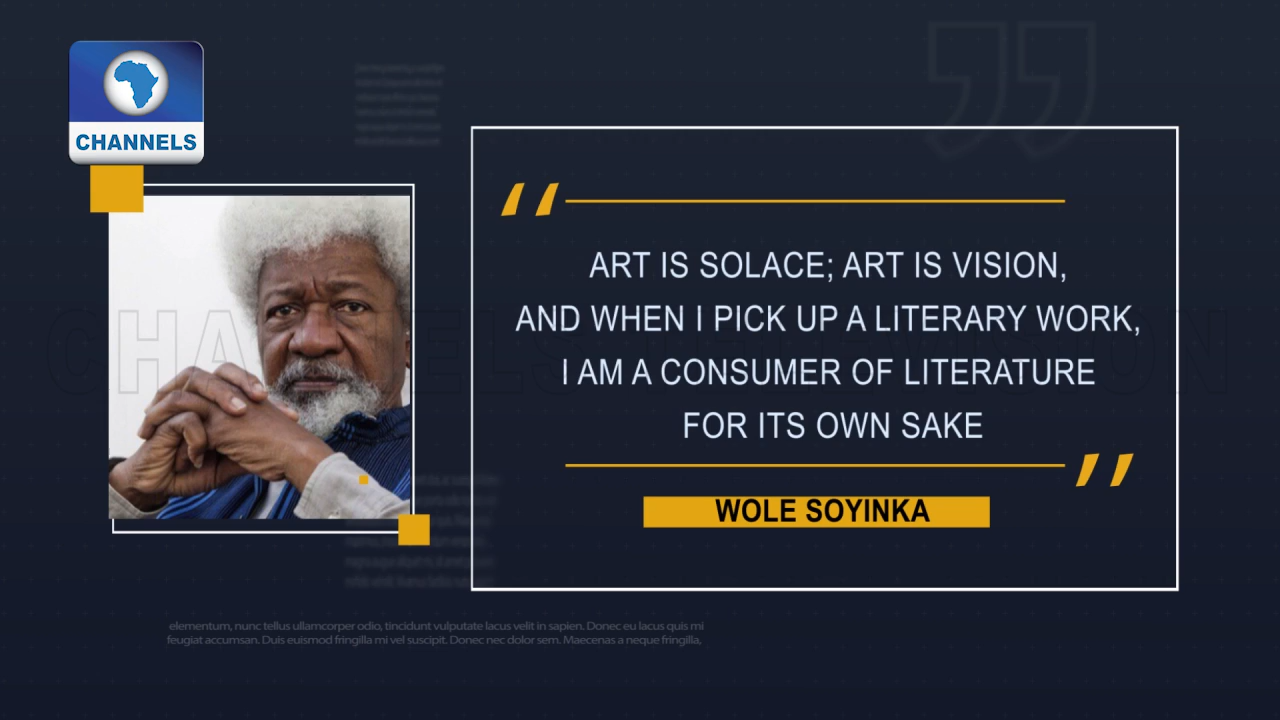 CHANNELS
ART IS SOLACE; ART IS VISION,
AND WHEN I PICK UP A LITERARY WORK,
I AM A CONSUMER OF LITERATURE
FOR ITS OWN SAKE
WOLE SOYINKA
elementum, nunc tellus ullamcorper odio, tincidunt vulputate lacus velit in sapien. Donec eu lacus quis mi
feugiat accumsan. Duis euismod fringilla mi vel suscipit. Donec nec dolor sem. Maecenas a neque fringilla,